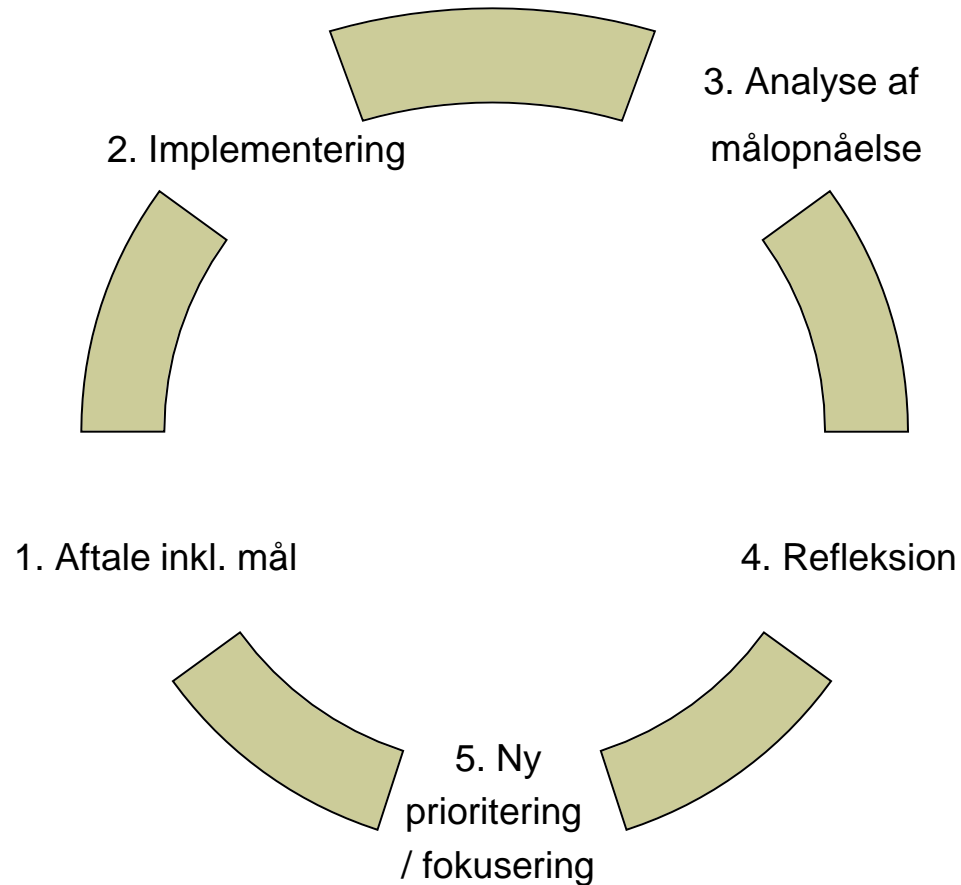 1. Aftale inkl. mål
2. Implementering
3. Analyse af
målopnåelse
4. Refleksion
5. Ny
prioritering
/ fokusering